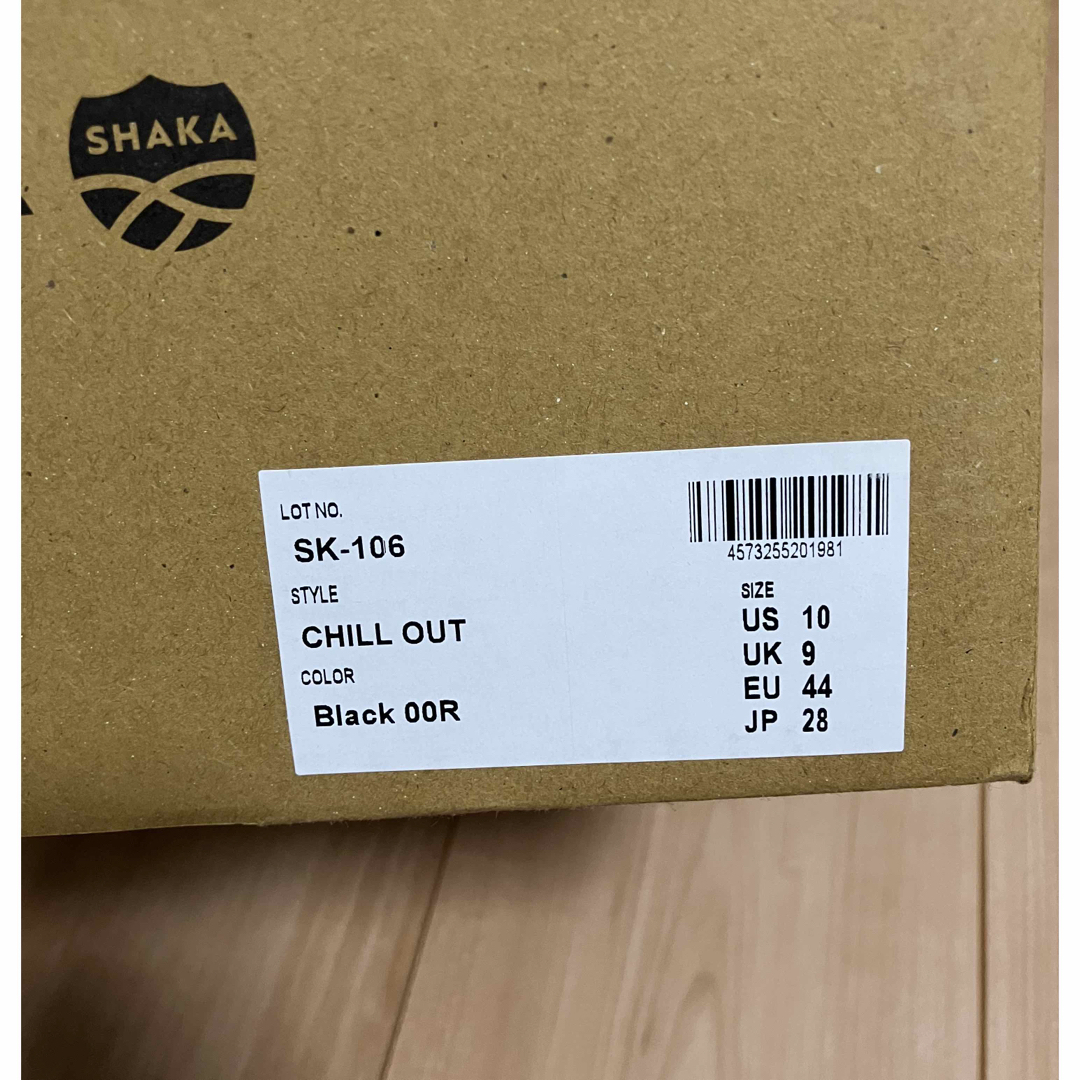 SHAKA
LOT NO.
SK-106
STYLE
CHILL OUT
COLOR
Black 00R
4573255201981
SIZE
US 10
UK 9
EU 44
JP 28